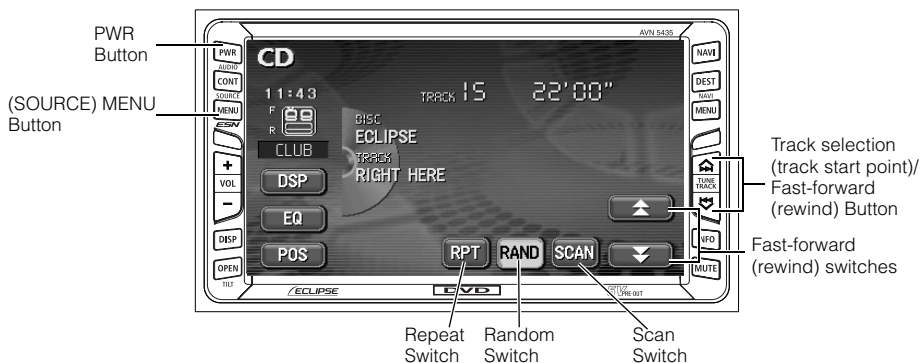 PWR
Button
(SOURCE) MENU
Button
AVN 5435
PWR
AUDIO
CONT
SOURCE
MENU
ESN
+
VOL
−
DISP
OPEN
TILT
CD
11:43
F
R
CLUB
DSP
EQ
POS
TRACK 15 22'00"
DISC
ECLIPSE
TRACK
RIGHT HERE
RPT RAND SCAN
NAVI
DEST
NAVI
MENU
TUNE
TRACK
INFO
MUTE
ECLIPSE DVD 5V PRE OUT
Track selection
(track start point)/
Fast-forward
(rewind) Button
Fast-forward
(rewind) switches
Repeat
Switch
Random
Switch
Scan
Switch